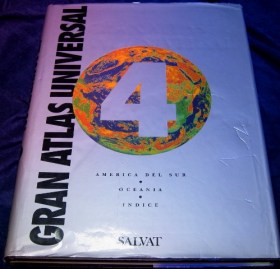 GRAN ATLAS UNIVERSAL
4
AMERICA DEL SUR
OCEANIA
INDICE
SALVAT